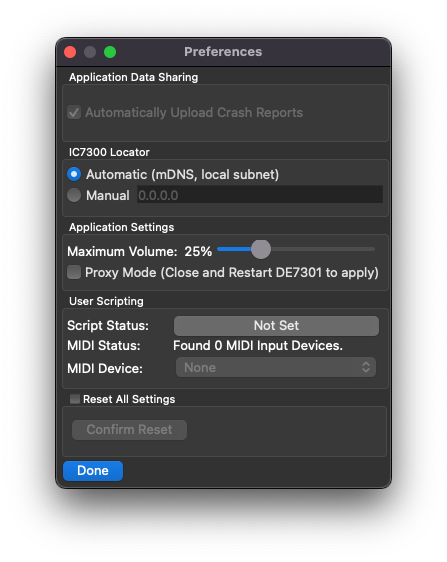 Preferences
Application Data Sharing
Automatically Upload Crash Reports
IC7300 Locator
Automatic (mDNS, local subnet)
Manual 0.0.0.0
Application Settings
Maximum Volume: 25%
Proxy Mode (Close and Restart DE7301 to apply)
User Scripting
Script Status: Not Set
MIDI Status: Found 0 MIDI Input Devices.
MIDI Device: None
Reset All Settings
Confirm Reset
Done